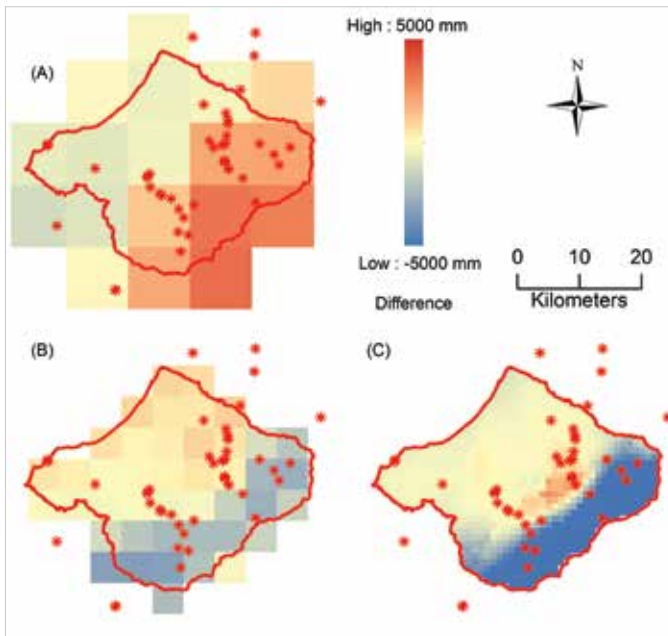 (A)
High : 5000 mm
Low : -5000 mm
Difference
N
0 10 20
Kilometers
(B)
(C)